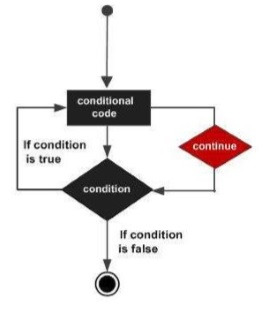 conditional
code
If condition
is true
continue
condition
If condition
is false